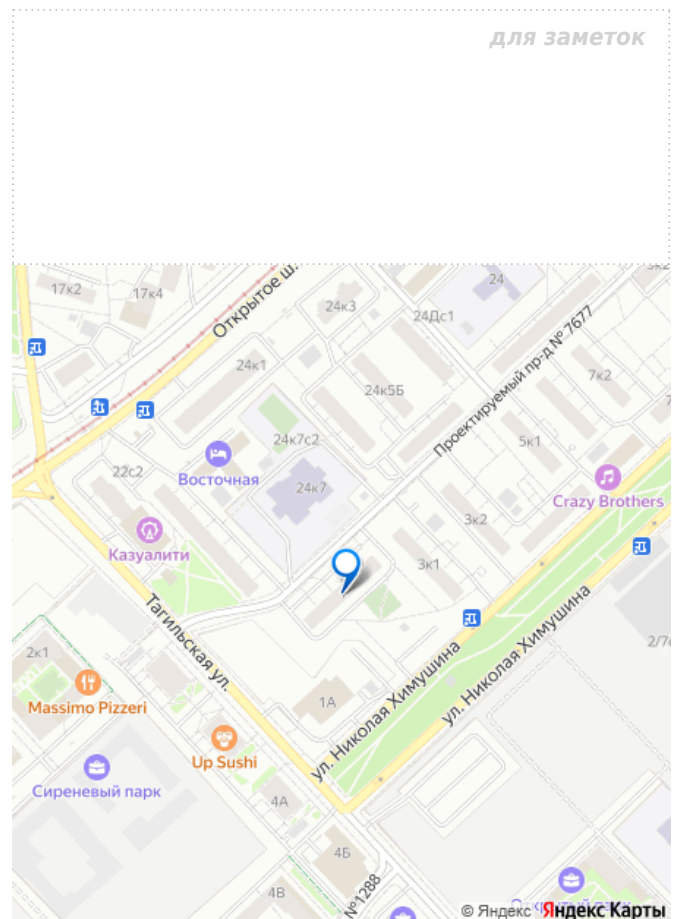 для заметок
17к2
17к4
Открытое ш.
24к3
24
24Дс1
Проектируемый пр-д № 7677
24к1
24к5Б
7к2
24к7с2
5к1
22с2
Восточная
24к7
Crazy Brothers
3к2
Казуалити
3к1
Тагильская ул.
2к1
Massimo Pizzeri
1А
ул. Николая Химушина
ул. Николая Химушина
Up Sushi
Сиреневый парк
4А
4Б
4В
№1288
© Яндекс Яндекс Карты